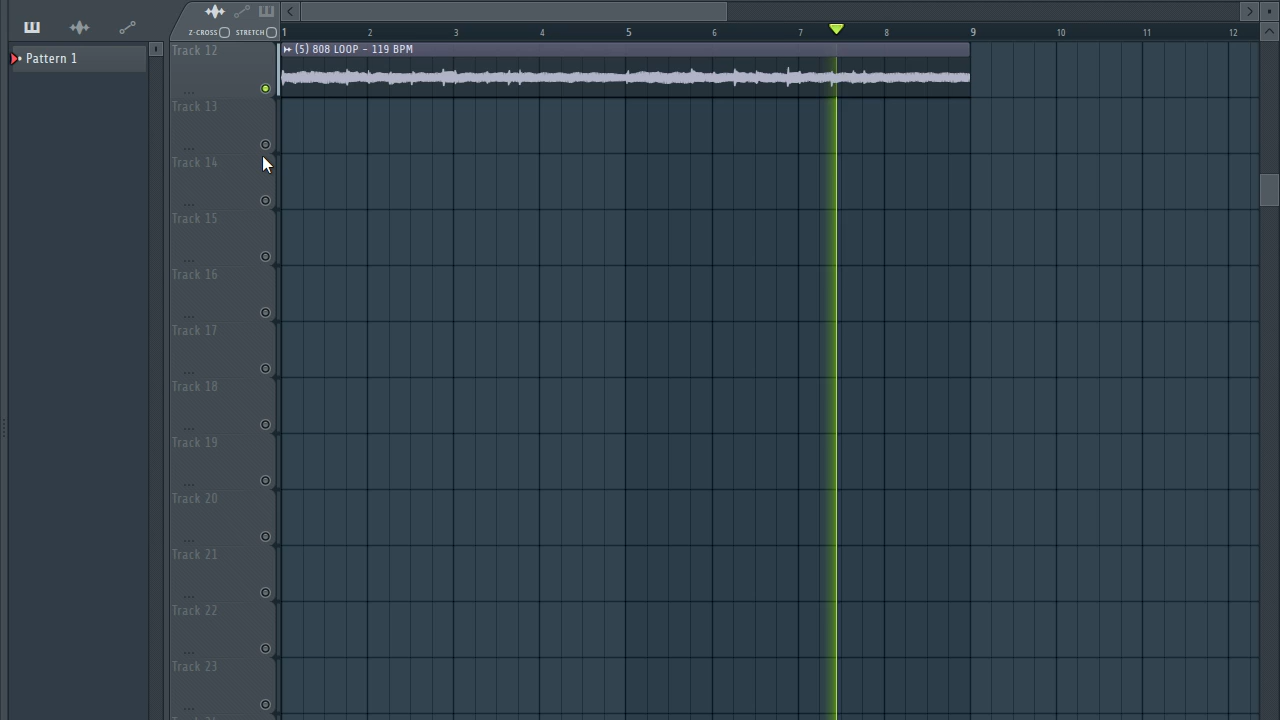 Z-CROSS STRETCH
1 2 3 4 5 6 7 8 9 10 11 12
Pattern 1
Track 12
(5) 808 LOOP - 119 BPM
Track 13
Track 14
Track 15
Track 16
Track 17
Track 18
Track 19
Track 20
Track 21
Track 22
Track 23